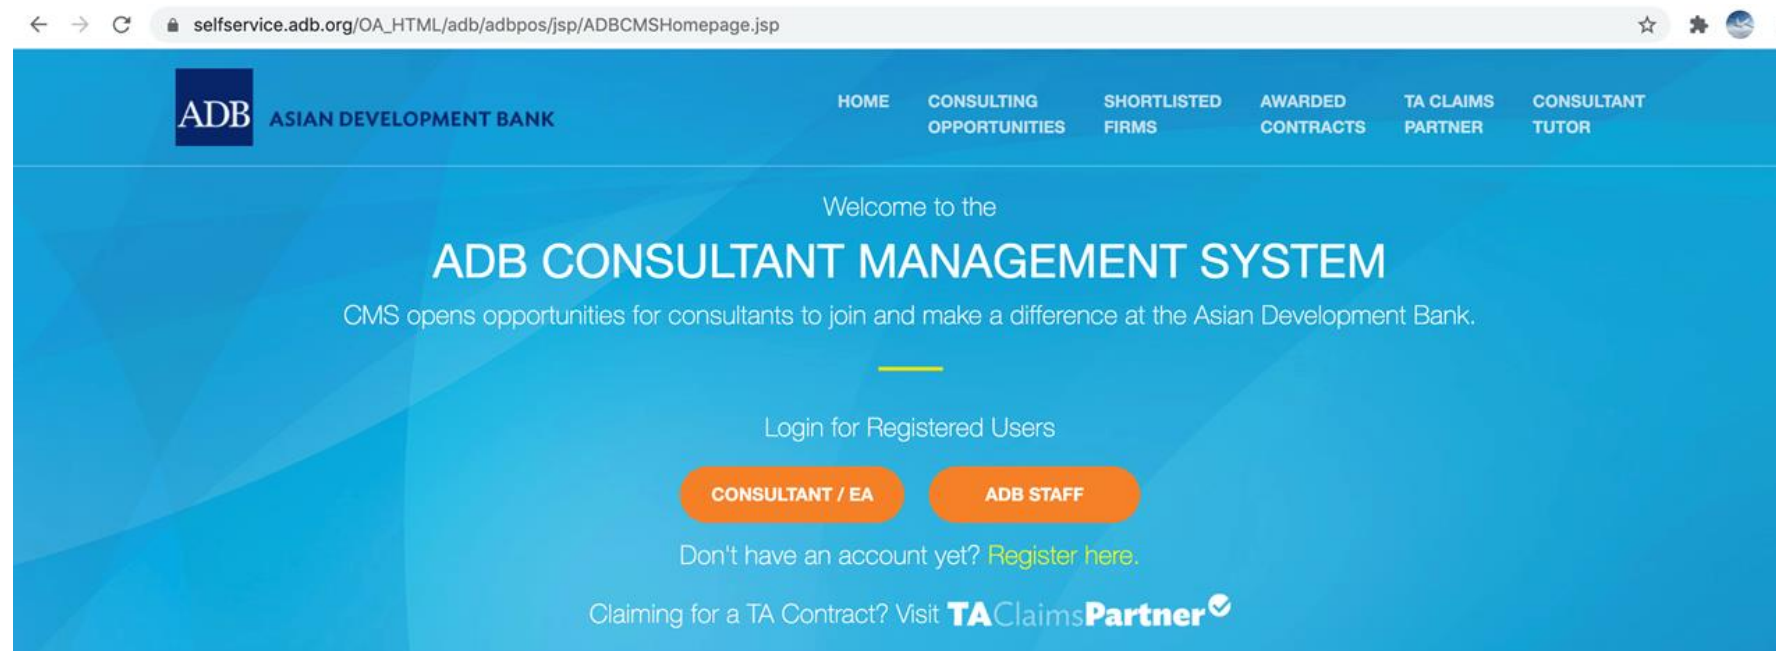 selfservice.adb.org/OA_HTML/adb/adbpos/jsp/ADBCMSHomepage.jsp
ADB ASIAN DEVELOPMENT BANK
HOME
CONSULTING
OPPORTUNITIES
SHORTLISTED
FIRMS
AWARDED
CONTRACTS
TA CLAIMS
PARTNER
CONSULTANT
TUTOR
Welcome to the
ADB CONSULTANT MANAGEMENT SYSTEM
CMS opens opportunities for consultants to join and make a difference at the Asian Development Bank.
Login for Registered Users
CONSULTANT / EA
ADB STAFF
Don't have an account yet? Register here.
Claiming for a TA Contract? Visit TAClaimsPartner